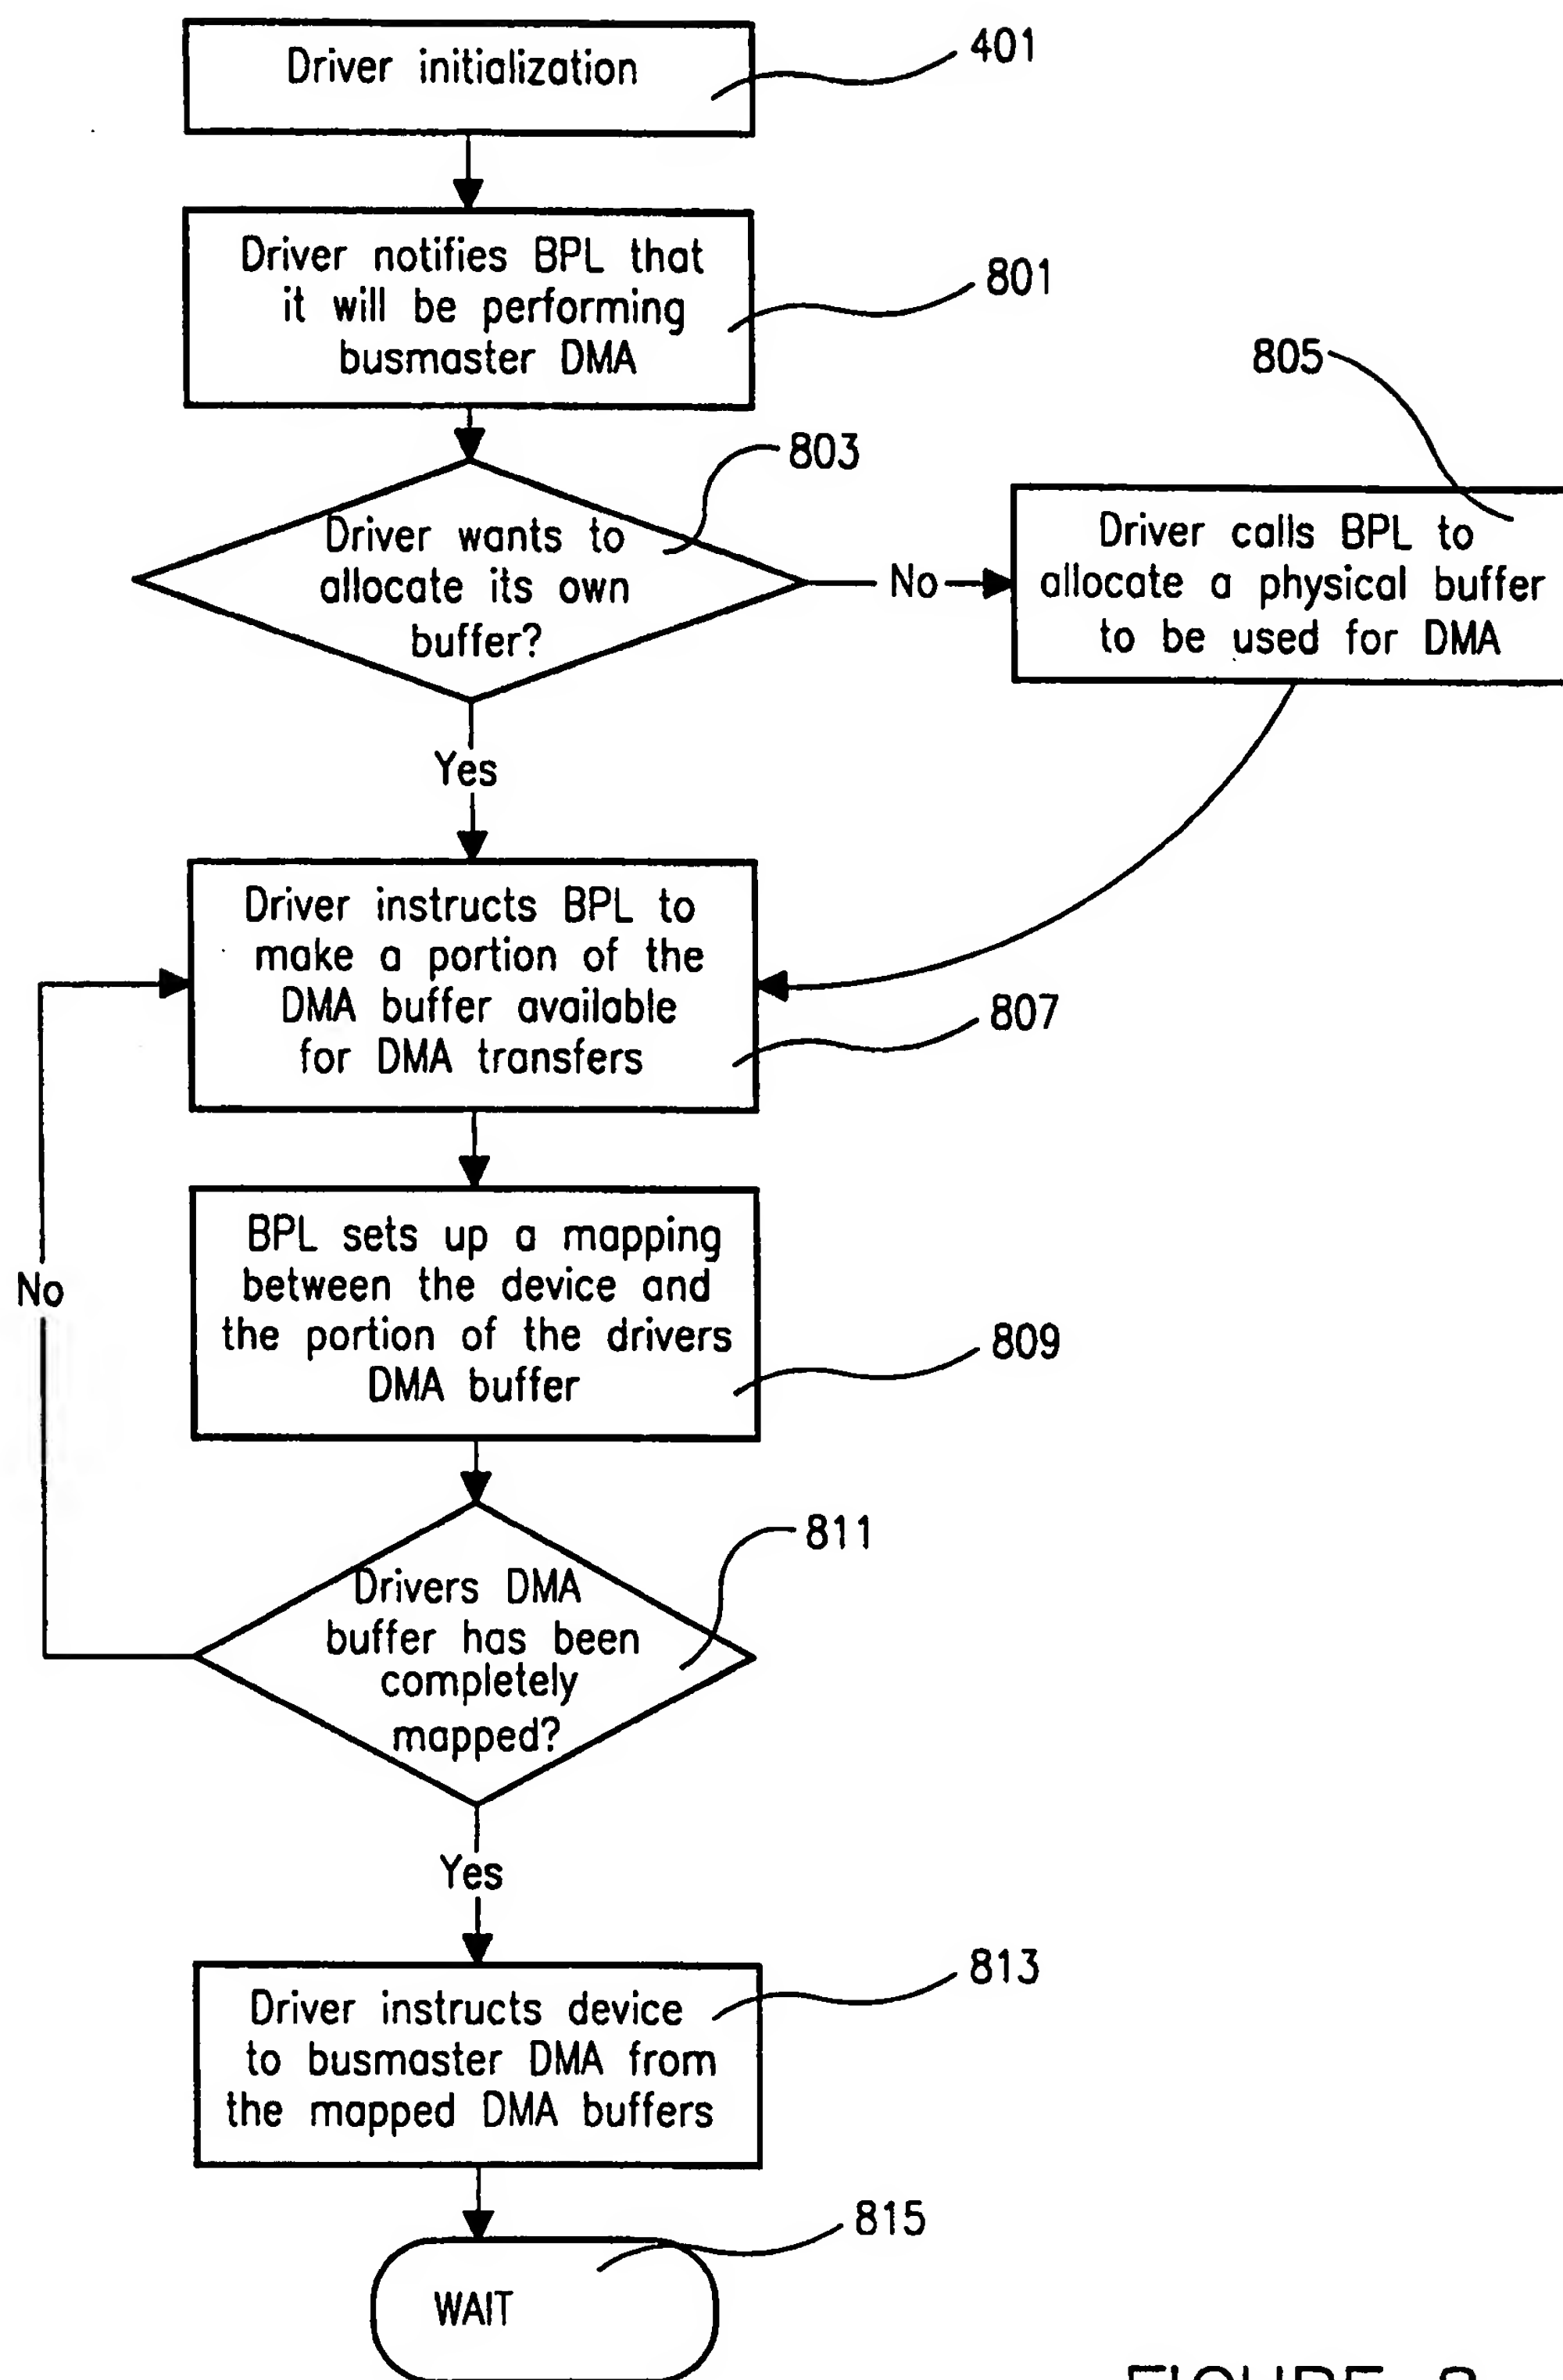 Driver initialization
401
Driver notifies BPL that
it will be performing
busmaster DMA
801
803
Driver wants to
allocate its own
buffer?
No
805
Driver calls BPL to
allocate a physical buffer
to be used for DMA
Yes
Driver instructs BPL to
make a portion of the
DMA buffer available
for DMA transfers
807
BPL sets up a mapping
between the device and
the portion of the drivers
DMA buffer
809
No
811
Drivers DMA
buffer has been
completely
mapped?
Yes
813
Driver instructs device
to busmaster DMA from
the mapped DMA buffers
815
WAIT